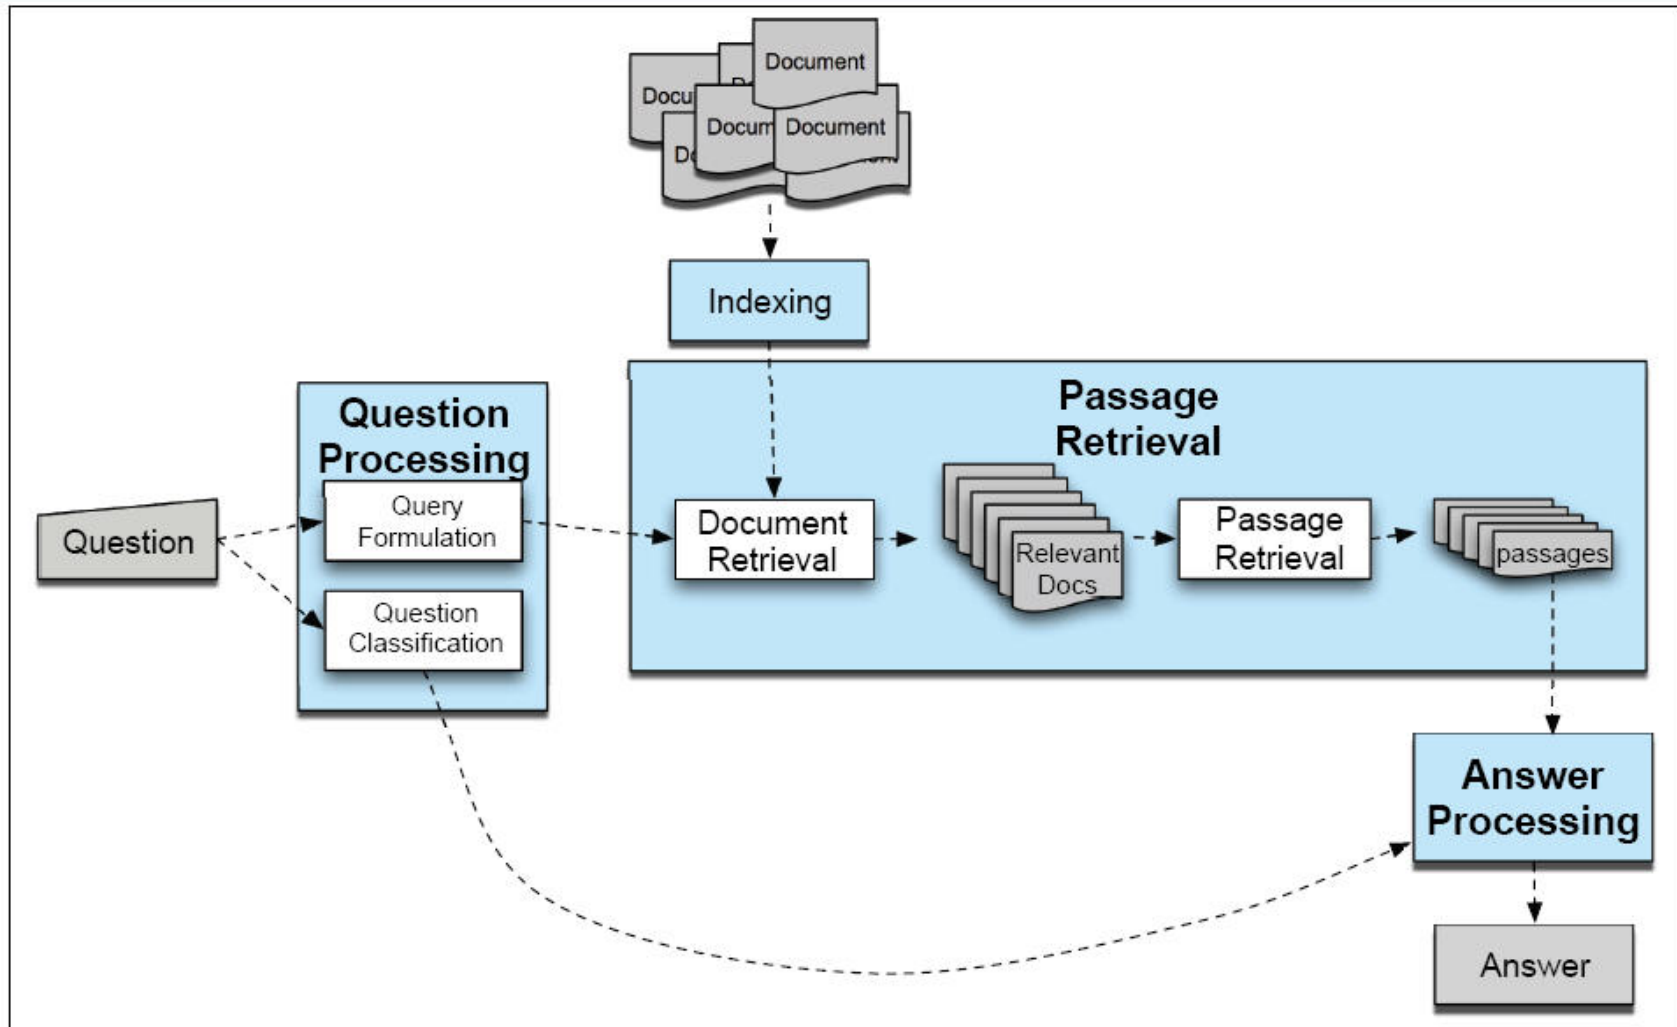 Document
Docu
Docum
Document
Question
Processing
Query
Formulation
Question
Classification
Question
Indexing
Passage
Retrieval
Document
Retrieval
Relevant
Docs
Passage
Retrieval
passages
Answer
Processing
Answer